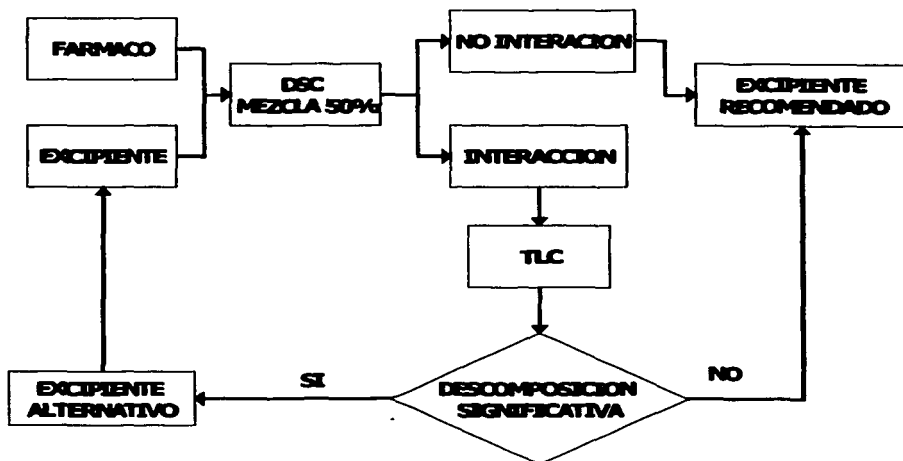 FARMACO
NO INTERACION
DSC
MEZCLA 50%
EXCIPIENTE
RECOMENDADO
EXCIPIENTE
INTERACCION
TLC
SI
DESCOMPOSICION
SIGNIFICATIVA
NO
EXCIPIENTE
ALTERNATIVO